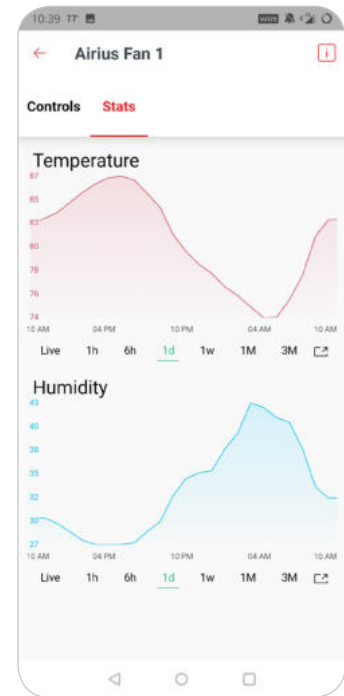 10:39 77°
Airius Fan 1
Controls Stats
Temperature
87
85
83
80
78
76
74
10 AM 04 PM 10 PM 04 AM 10 AM
Live 1h 6h 1d 1w 1M 3M
Humidity
43
40
38
35
32
30
27
10 AM 04 PM 10 PM 04 AM 10 AM
Live 1h 6h 1d 1w 1M 3M